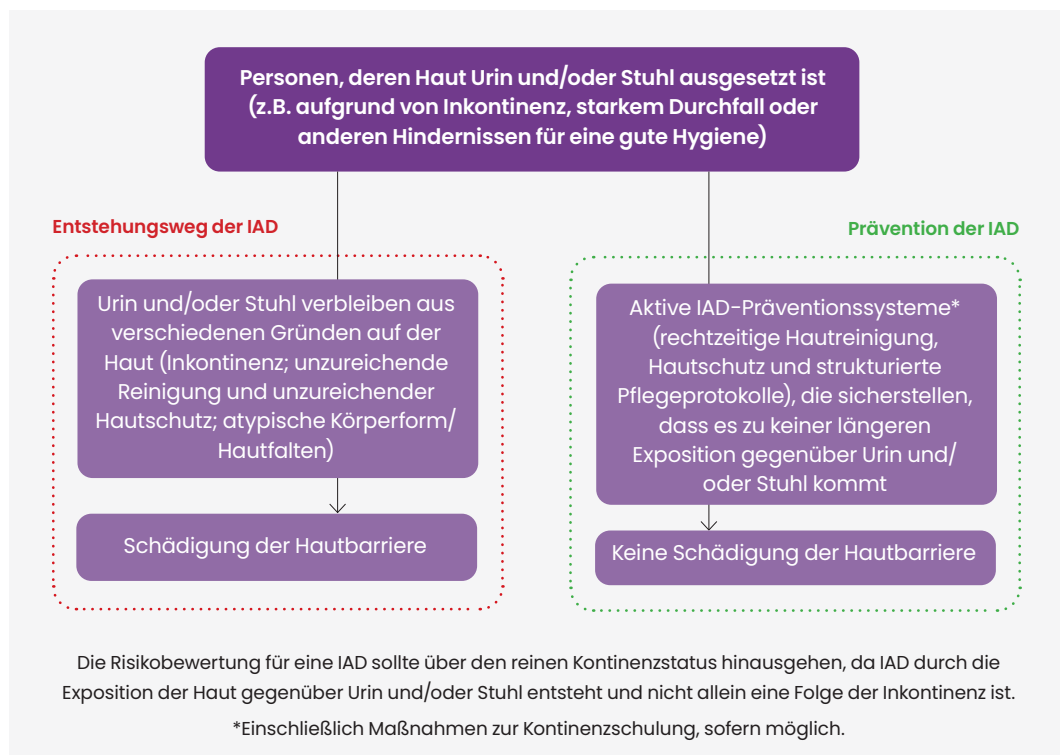 Personen, deren Haut Urin und/oder Stuhl ausgesetzt ist
(z.B. aufgrund von Inkontinenz, starkem Durchfall oder
anderen Hindernissen für eine gute Hygiene)
Entstehungsweg der IAD
Urin und/oder Stuhl verbleiben aus
verschiedenen Gründen auf der
Haut (Inkontinenz; unzureichende
Reinigung und unzureichender
Hautschutz; atypische Körperform/
Hautfalten)
Schädigung der Hautbarriere
Prävention der IAD
Aktive IAD-Präventionssysteme*
(rechtzeitige Hautreinigung,
Hautschutz und strukturierte
Pflegeprotokolle), die sicherstellen,
dass es zu keiner längeren
Exposition gegenüber Urin und/
oder Stuhl kommt
Keine Schädigung der Hautbarriere
Die Risikobewertung für eine IAD sollte über den reinen Kontinenzstatus hinausgehen, da IAD durch die
Exposition der Haut gegenüber Urin und/oder Stuhl entsteht und nicht allein eine Folge der Inkontinenz ist.
*Einschließlich Maßnahmen zur Kontinenzschulung, sofern möglich.